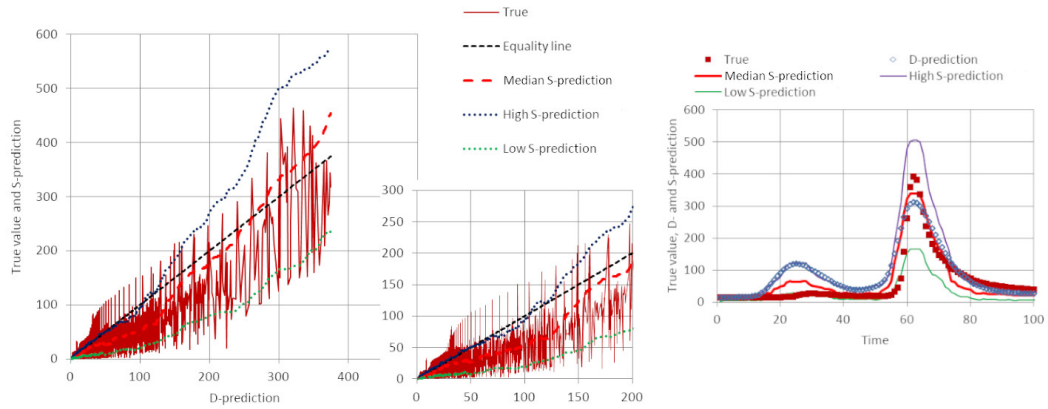 True value and S-prediction
600
500
400
300
200
100
0
0 100 200 300 400
D-prediction
True
Equality line
Median S-prediction
High S-prediction
Low S-prediction
300
250
200
150
100
50
0
0 50 100 150 200
True D-prediction
Median S-prediction High S-prediction
Low S-prediction
True value, D- amd S-prediction
600
500
400
300
200
100
0
0 20 40 60 80 100
Time